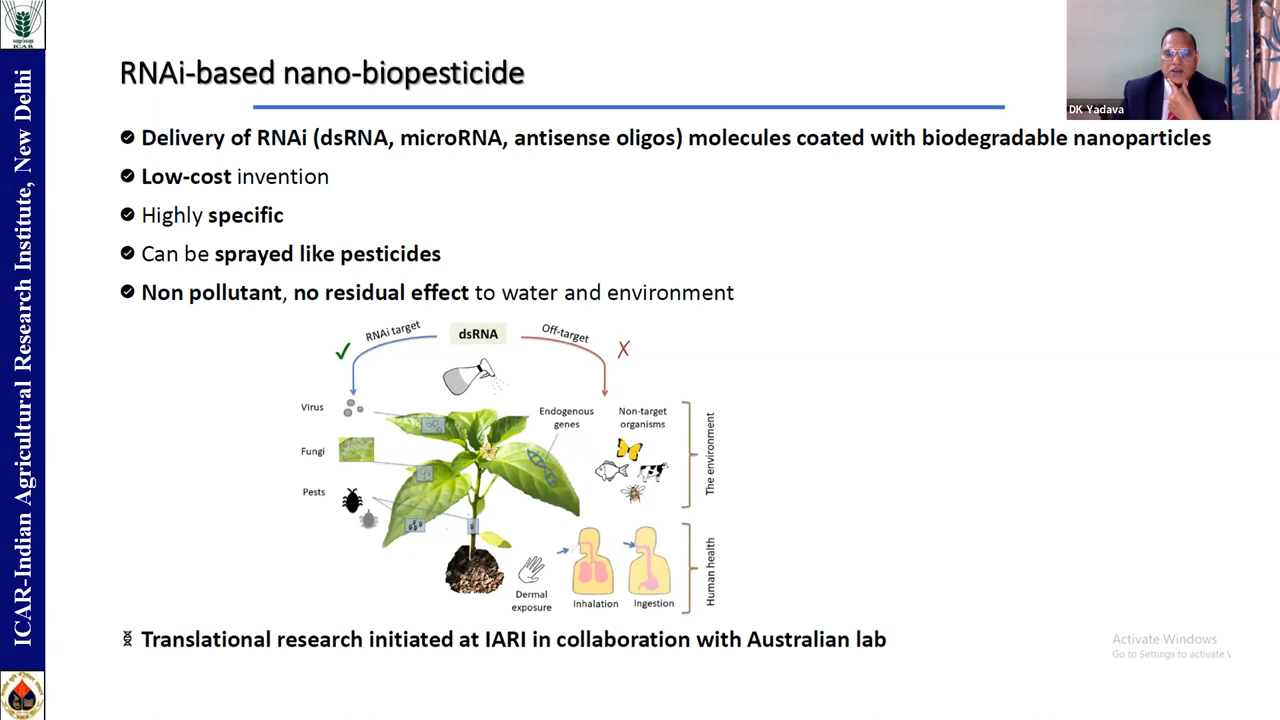 ICAR
ICAR-Indian Agricultural Research Institute, New Delhi
RNAi-based nano-biopesticide
DK Yadava
Delivery of RNAi (dsRNA, microRNA, antisense oligos) molecules coated with biodegradable nanoparticles
Low-cost invention
Highly specific
Can be sprayed like pesticides
Non pollutant, no residual effect to water and environment
RNAi target
dsRNA
Off-target
Virus
Fungi
Pests
Endogenous
genes
Non-target
organisms
The environment
Dermal
exposure
Inhalation
Ingestion
Human health
Translational research initiated at IARI in collaboration with Australian lab
Activate Windows
Go to Settings to activate